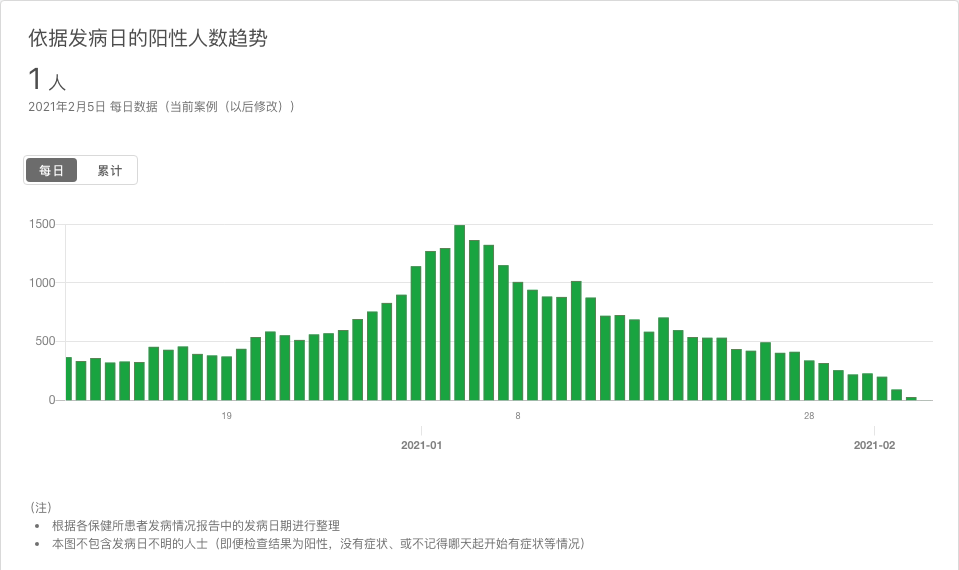 依据发病日的阳性人数趋势
1 人
2021年2月5日 每日数据（当前案例（以后修改））
每日 累计
1500
1000
500
0
19 8 28
2021-01 2021-02
（注）
• 根据各保健所患者发病情况报告中的发病日期进行整理
• 本图不包含发病日不明的人士（即便检查结果为阳性，没有症状、或不记得哪天起开始有症状等情况）